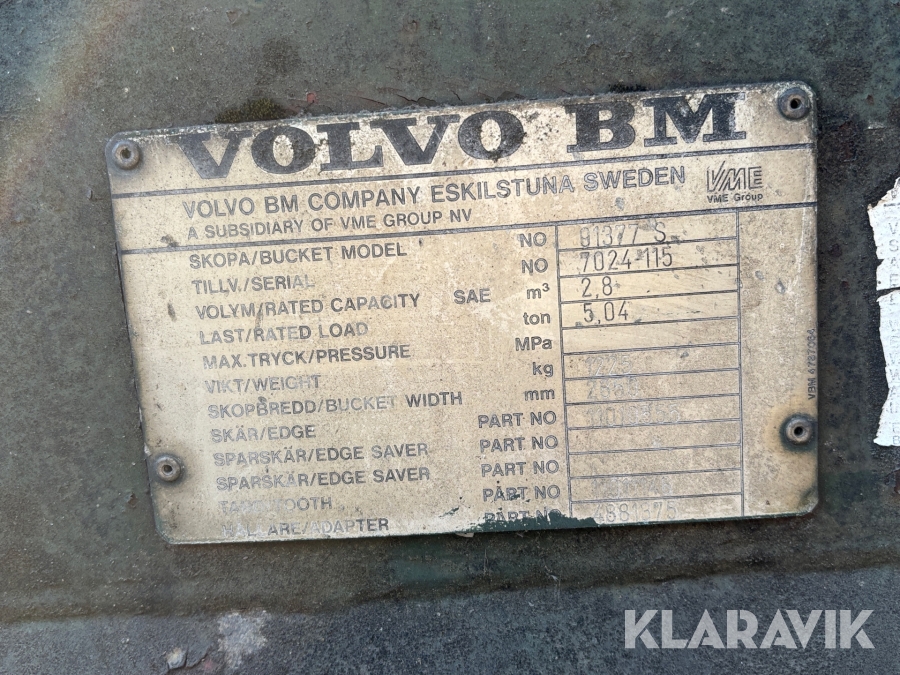 VOLVO BM
VOLVO BM COMPANY ESKILSTUNA SWEDEN
A SUBSIDIARY OF VME GROUP NV
VME
VME Group
SKOPA/BUCKET MODEL NO 91377 S
TILLV./SERIAL NO 7024-115
VOLYM/RATED CAPACITY SAE m³ 2,8
LAST/RATED LOAD ton 5,04
MAX.TRYCK/PRESSURE MPa
VIKT/WEIGHT kg
SKOPBREDD/BUCKET WIDTH mm
SKÄR/EDGE PART NO
SPARSKÄR/EDGE SAVER PART NO
SPARSKÄR/EDGE SAVER PART NO
PART NO
PART NO
VBM 4787064
KLARAVIK